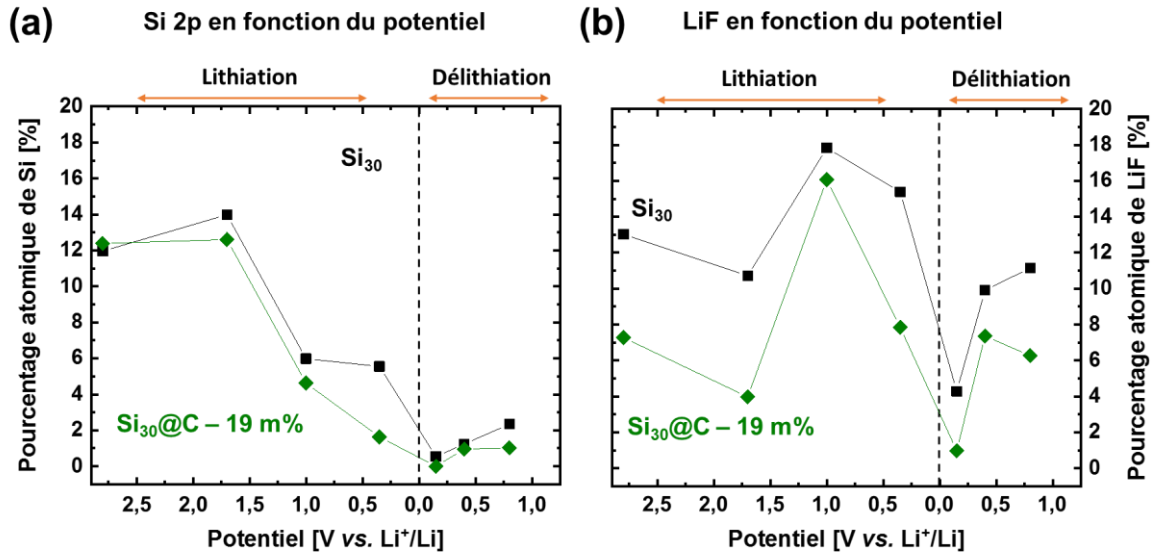 (a) Si 2p en fonction du potentiel
Lithiation Délithiation
Pourcentage atomique de Si [%]
20
18
16
14
12
10
8
6
4
2
0
Si₃₀
Si₃₀@C – 19 m%
2,5 2,0 1,5 1,0 0,5 0,0 0,5 1,0
Potentiel [V vs. Li⁺/Li]
(b) LiF en fonction du potentiel
Lithiation Délithiation
Si₃₀
Si₃₀@C – 19 m%
20
18
16
14
12
10
8
6
4
2
0
Pourcentage atomique de LiF [%]
2,5 2,0 1,5 1,0 0,5 0,0 0,5 1,0
Potentiel [V vs. Li⁺/Li]